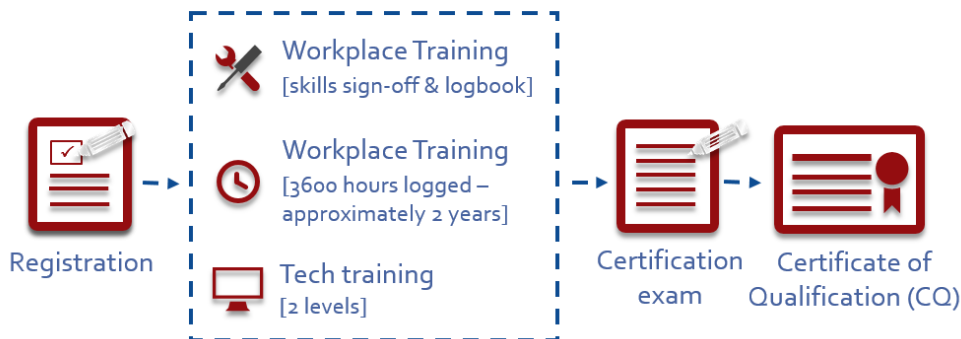 Registration
Workplace Training
[skills sign-off & logbook]
Workplace Training
[3600 hours logged –
approximately 2 years]
Tech training
[2 levels]
Certification
exam
Certificate of
Qualification (CQ)